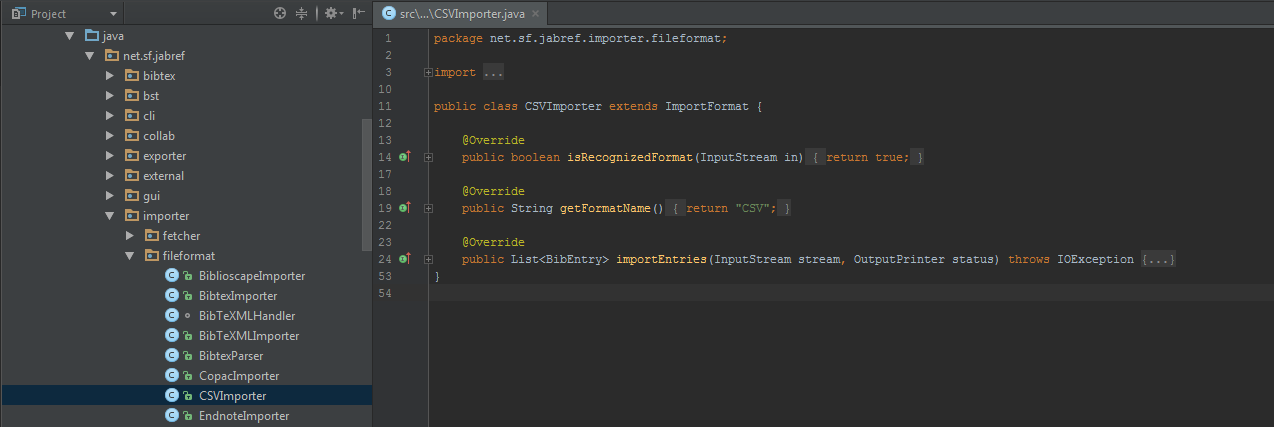 Project
java
net.sf.jabref
bibtex
bst
cli
collab
exporter
external
gui
importer
fetcher
fileformat
C BiblioscapeImporter
C BibtexImporter
C BibTeXMLHandler
C BibTeXMLImporter
C BibtexParser
C CopacImporter
C CSVImporter
C EndnoteImporter
C src\...\CSVImporter.java
1 package net.sf.jabref.importer.fileformat;
2
3 import ...
10
11 public class CSVImporter extends ImportFormat {
12
13 @Override
14 public boolean isRecognizedFormat(InputStream in) { return true; }
17
18 @Override
19 public String getFormatName() { return "CSV"; }
22
23 @Override
24 public List<BibEntry> importEntries(InputStream stream, OutputPrinter status) throws IOException {...}
53 }
54